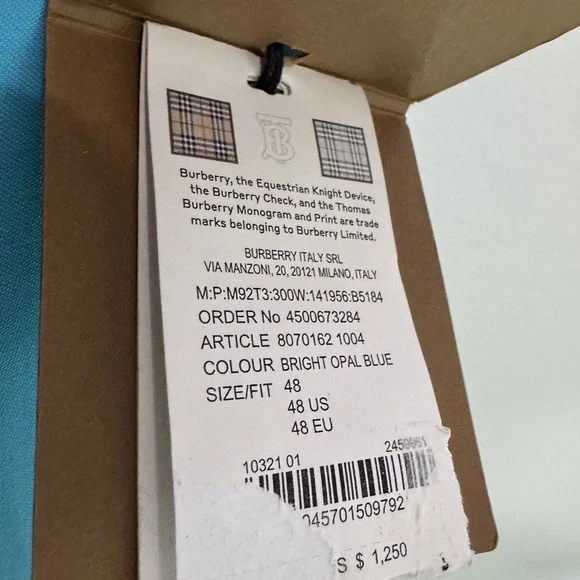 Burberry, the Equestrian Knight Device,
the Burberry Check, and the Thomas
Burberry Monogram and Print are trade
marks belonging to Burberry Limited.
BURBERRY ITALY SRL
VIA MANZONI, 20, 20121 MILANO, ITALY
M:P:M92T3:300W:141956:B5184
ORDER No 4500673284
ARTICLE 8070162 1004
COLOUR BRIGHT OPAL BLUE
SIZE/FIT 48
48 US
48 EU
10321 01
045701509792
S $ 1,250